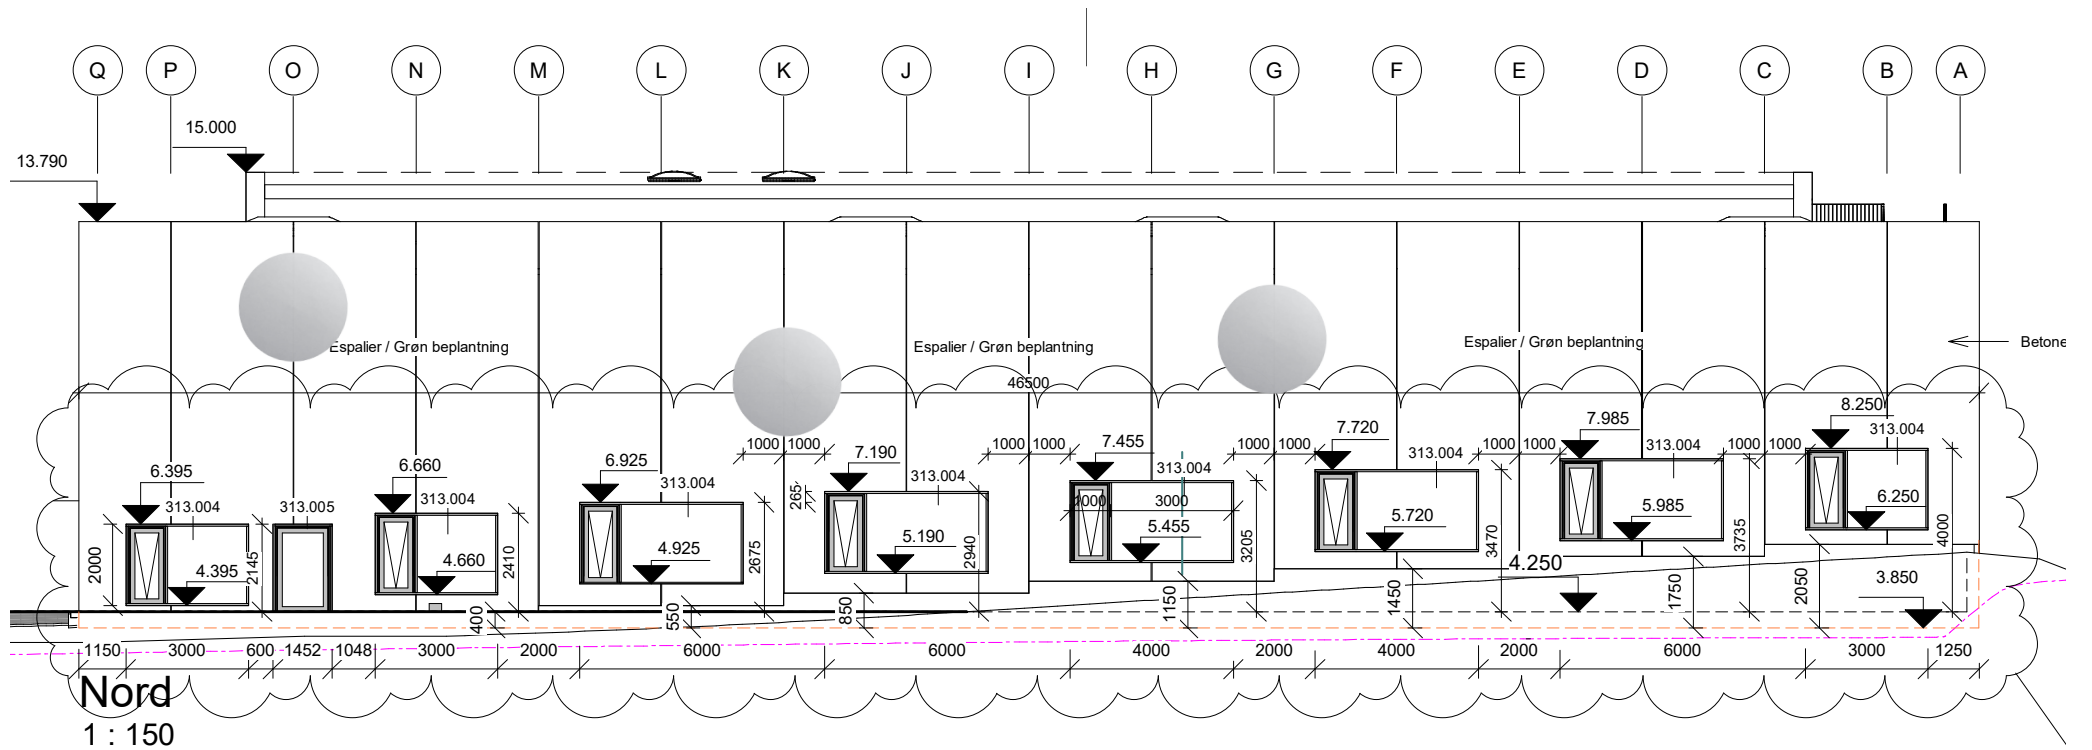 Q P O N M L K J I H G F E D C B A
15.000
13.790
Espalier / Grøn beplantning Espalier / Grøn beplantning Espalier / Grøn beplantning Betone
46500
6.395 6.660 6.925 7.190 7.455 7.720 7.985 8.250
1000 1000 1000 1000 1000 1000 1000 1000 1000 1000
313.004 313.005 313.004 313.004 313.004 313.004 313.004 313.004 313.004
265 1000 3000
4.395 4.660 4.925 5.190 5.455 5.720 5.985 6.250
2000 2145 2410 2675 2940 3205 3470 3735 4000
4.250 3.850
400 550 850 1150 1450 1750 2050
1150 3000 600 1452 1048 3000 2000 6000 6000 4000 2000 4000 2000 6000 3000 1250
Nord
1 : 150